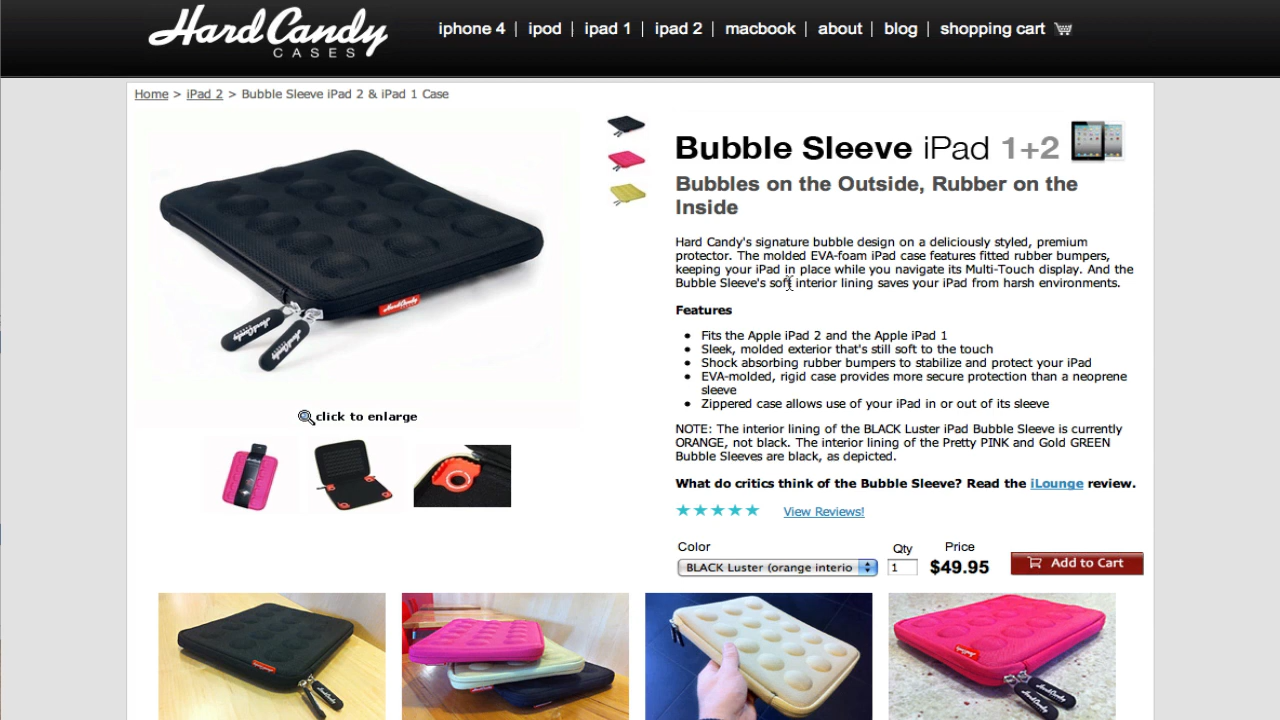 HardCandy
CASES
iphone 4 | ipod | ipad 1 | ipad 2 | macbook | about | blog | shopping cart
Home > iPad 2 > Bubble Sleeve iPad 2 & iPad 1 Case
HardCandy
HardCandy
HardCandy
click to enlarge
Bubble Sleeve iPad 1+2
Bubbles on the Outside, Rubber on the
Inside
Hard Candy's signature bubble design on a deliciously styled, premium
protector. The molded EVA-foam iPad case features fitted rubber bumpers,
keeping your iPad in place while you navigate its Multi-Touch display. And the
Bubble Sleeve's soft interior lining saves your iPad from harsh environments.
Features
• Fits the Apple iPad 2 and the Apple iPad 1
• Sleek, molded exterior that's still soft to the touch
• Shock absorbing rubber bumpers to stabilize and protect your iPad
• EVA-molded, rigid case provides more secure protection than a neoprene
sleeve
• Zippered case allows use of your iPad in or out of its sleeve
NOTE: The interior lining of the BLACK Luster iPad Bubble Sleeve is currently
ORANGE, not black. The interior lining of the Pretty PINK and Gold GREEN
Bubble Sleeves are black, as depicted.
What do critics think of the Bubble Sleeve? Read the iLounge review.
View Reviews!
Color
Qty
Price
BLACK Luster (orange interio
1
$49.95
Add to Cart
HardCandy
HardCandy